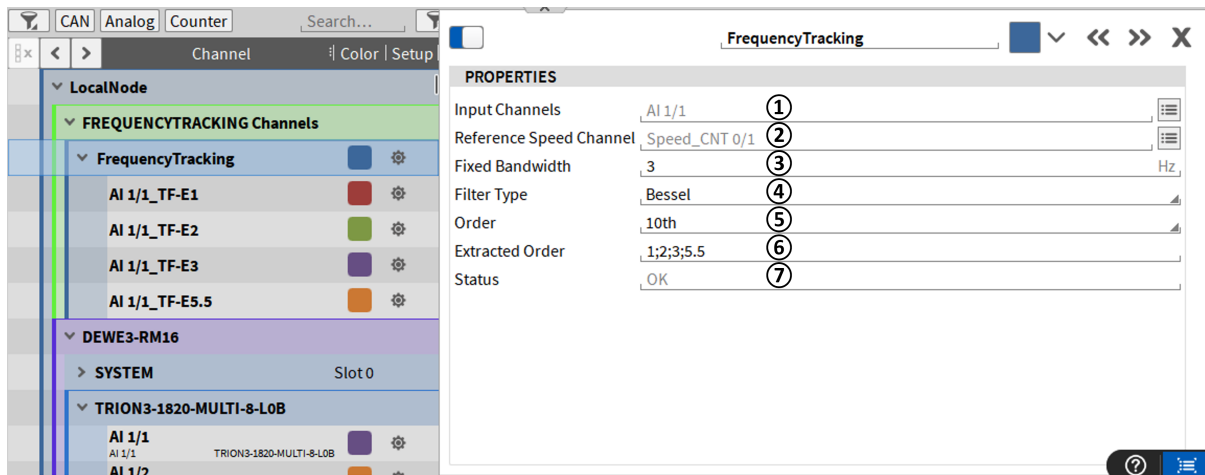 CAN Analog Counter Search...
Channel Color Setup
LocalNode
FREQUENCYTRACKING Channels
FrequencyTracking
AI 1/1_TF-E1
AI 1/1_TF-E2
AI 1/1_TF-E3
AI 1/1_TF-E5.5
DEWE3-RM16
SYSTEM Slot 0
TRION3-1820-MULTI-8-L0B
AI 1/1
AI 1/1 TRION3-1820-MULTI-8-L0B
AI 1/2
FrequencyTracking
PROPERTIES
Input Channels AI 1/1 ①
Reference Speed Channel Speed_CNT 0/1 ②
Fixed Bandwidth 3 ③ Hz
Filter Type Bessel ④
Order 10th ⑤
Extracted Order 1;2;3;5.5 ⑥
Status OK ⑦